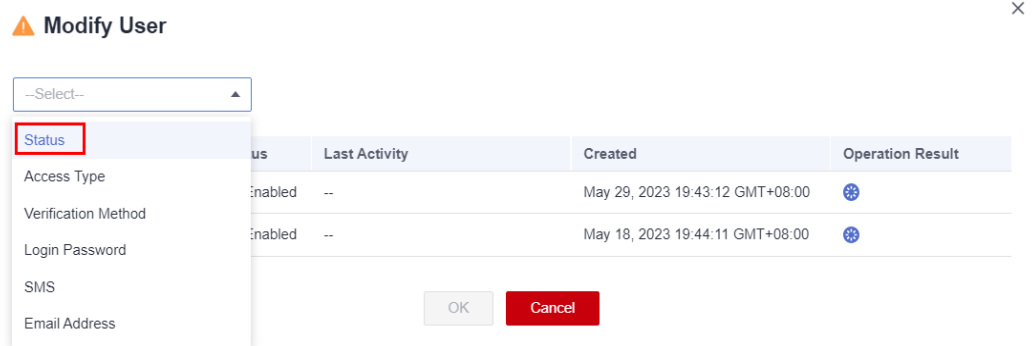 Modify User
--Select--
Status
Access Type
Verification Method
Login Password
SMS
Email Address
us Last Activity Created Operation Result
Enabled -- May 29, 2023 19:43:12 GMT+08:00
Enabled -- May 18, 2023 19:44:11 GMT+08:00
OK Cancel